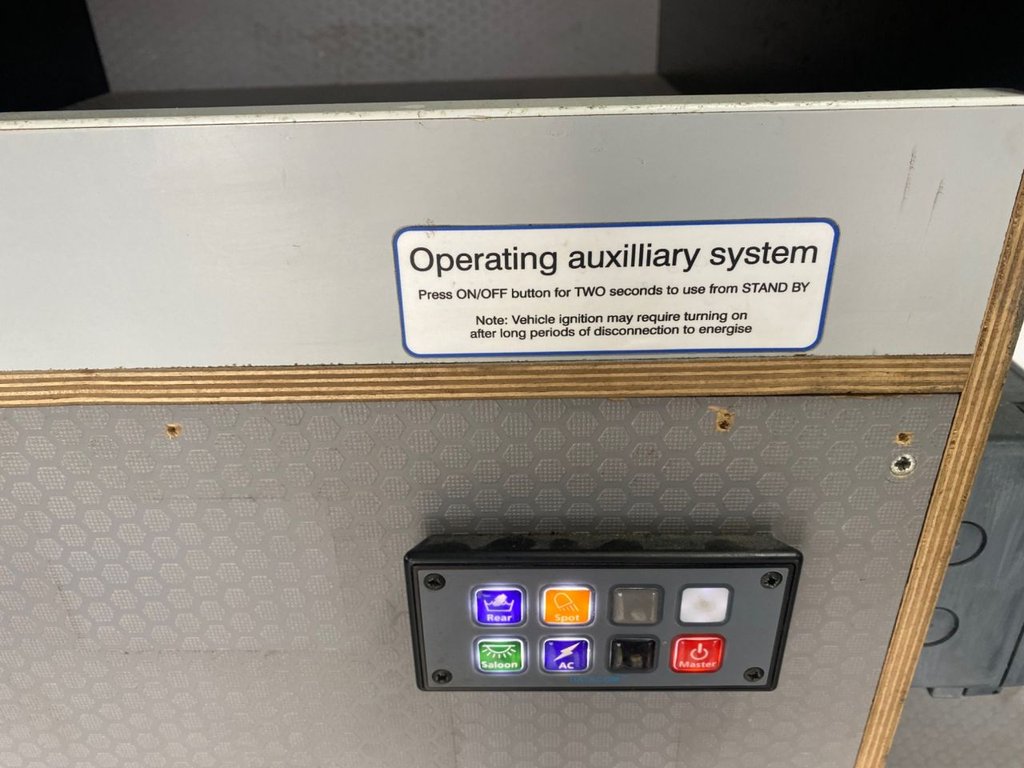 Operating auxilliary system
Press ON/OFF button for TWO seconds to use from STAND BY
Note: Vehicle ignition may require turning on
after long periods of disconnection to energise
Rear Spot
Saloon AC Master